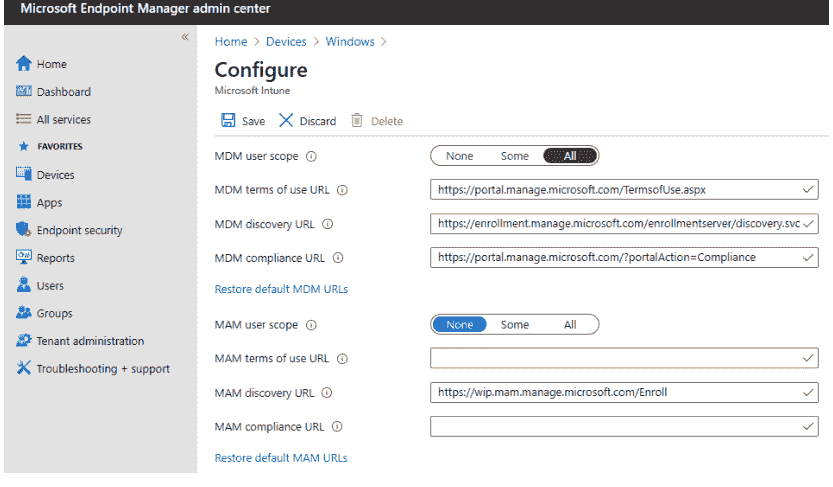 Microsoft Endpoint Manager admin center
«
Home
Dashboard
All services
FAVORITES
Devices
Apps
Endpoint security
Reports
Users
Groups
Tenant administration
Troubleshooting + support
Home > Devices > Windows >
Configure
Microsoft Intune
Save Discard Delete
MDM user scope None Some All
MDM terms of use URL https://portal.manage.microsoft.com/TermsofUse.aspx
MDM discovery URL https://enrollment.manage.microsoft.com/enrollmentserver/discovery.svc
MDM compliance URL https://portal.manage.microsoft.com/?portalAction=Compliance
Restore default MDM URLs
MAM user scope None Some All
MAM terms of use URL
MAM discovery URL https://wip.mam.manage.microsoft.com/Enroll
MAM compliance URL
Restore default MAM URLs